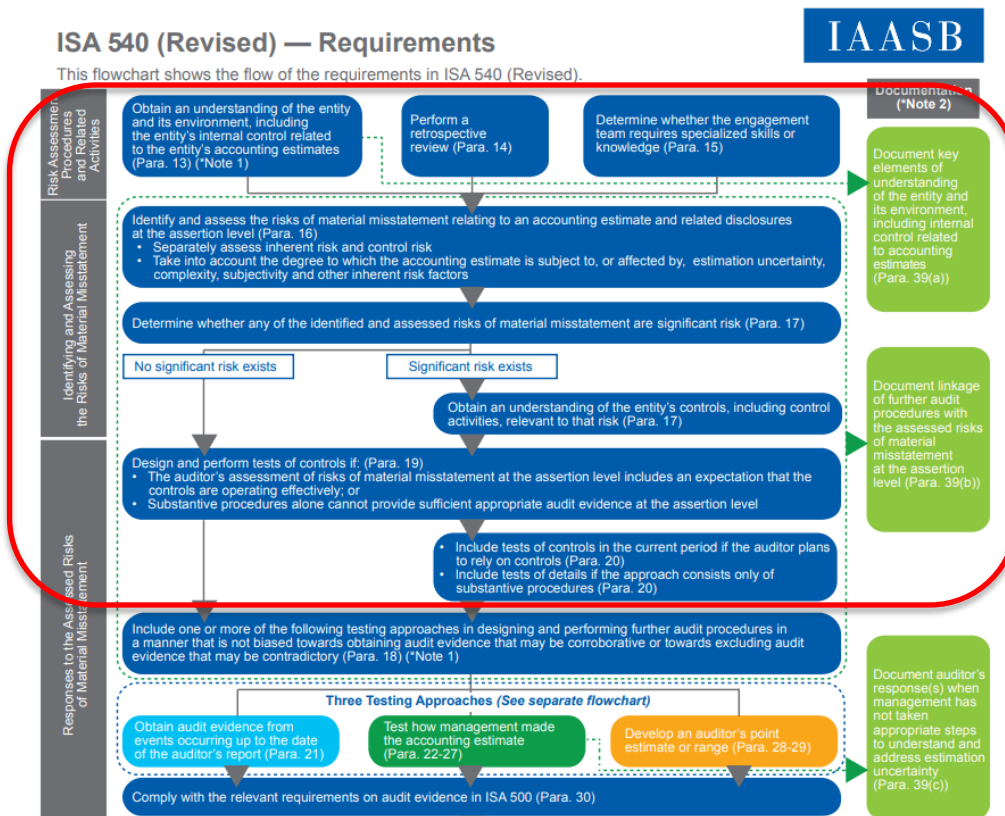 IAASB
ISA 540 (Revised) — Requirements
This flowchart shows the flow of the requirements in ISA 540 (Revised).
Risk Assessment
Procedures
and Related
Activities
Obtain an understanding of the entity
and its environment, including
the entity's internal control related
to the entity's accounting estimates
(Para. 13) (*Note 1)
Perform a
retrospective
review (Para. 14)
Determine whether the engagement
team requires specialized skills or
knowledge (Para. 15)
Documentation
(*Note 2)
Document key
elements of
understanding
of the entity and
its environment,
including internal
control related
to accounting
estimates
(Para. 39(a))
Identifying and Assessing
the Risks of Material Misstatement
Identify and assess the risks of material misstatement relating to an accounting estimate and related disclosures
at the assertion level (Para. 16)
• Separately assess inherent risk and control risk
• Take into account the degree to which the accounting estimate is subject to, or affected by, estimation uncertainty,
complexity, subjectivity and other inherent risk factors
Determine whether any of the identified and assessed risks of material misstatement are significant risk (Para. 17)
No significant risk exists
Significant risk exists
Obtain an understanding of the entity's controls, including control
activities, relevant to that risk (Para. 17)
Document linkage
of further audit
procedures with
the assessed risks
of material
misstatement
at the assertion
level (Para. 39(b))
Responses to the Assessed Risks
of Material Misstatement
Design and perform tests of controls if: (Para. 19)
• The auditor's assessment of risks of material misstatement at the assertion level includes an expectation that the
controls are operating effectively; or
• Substantive procedures alone cannot provide sufficient appropriate audit evidence at the assertion level
• Include tests of controls in the current period if the auditor plans
to rely on controls (Para. 20)
• Include tests of details if the approach consists only of
substantive procedures (Para. 20)
Include one or more of the following testing approaches in designing and performing further audit procedures in
a manner that is not biased towards obtaining audit evidence that may be corroborative or towards excluding audit
evidence that may be contradictory (Para. 18) (*Note 1)
Three Testing Approaches (See separate flowchart)
Obtain audit evidence from
events occurring up to the date
of the auditor's report (Para. 21)
Test how management made
the accounting estimate
(Para. 22-27)
Develop an auditor's point
estimate or range (Para. 28-29)
Document auditor's
response(s) when
management has
not taken
appropriate steps
to understand and
address estimation
uncertainty
(Para. 39(c))
Comply with the relevant requirements on audit evidence in ISA 500 (Para. 30)